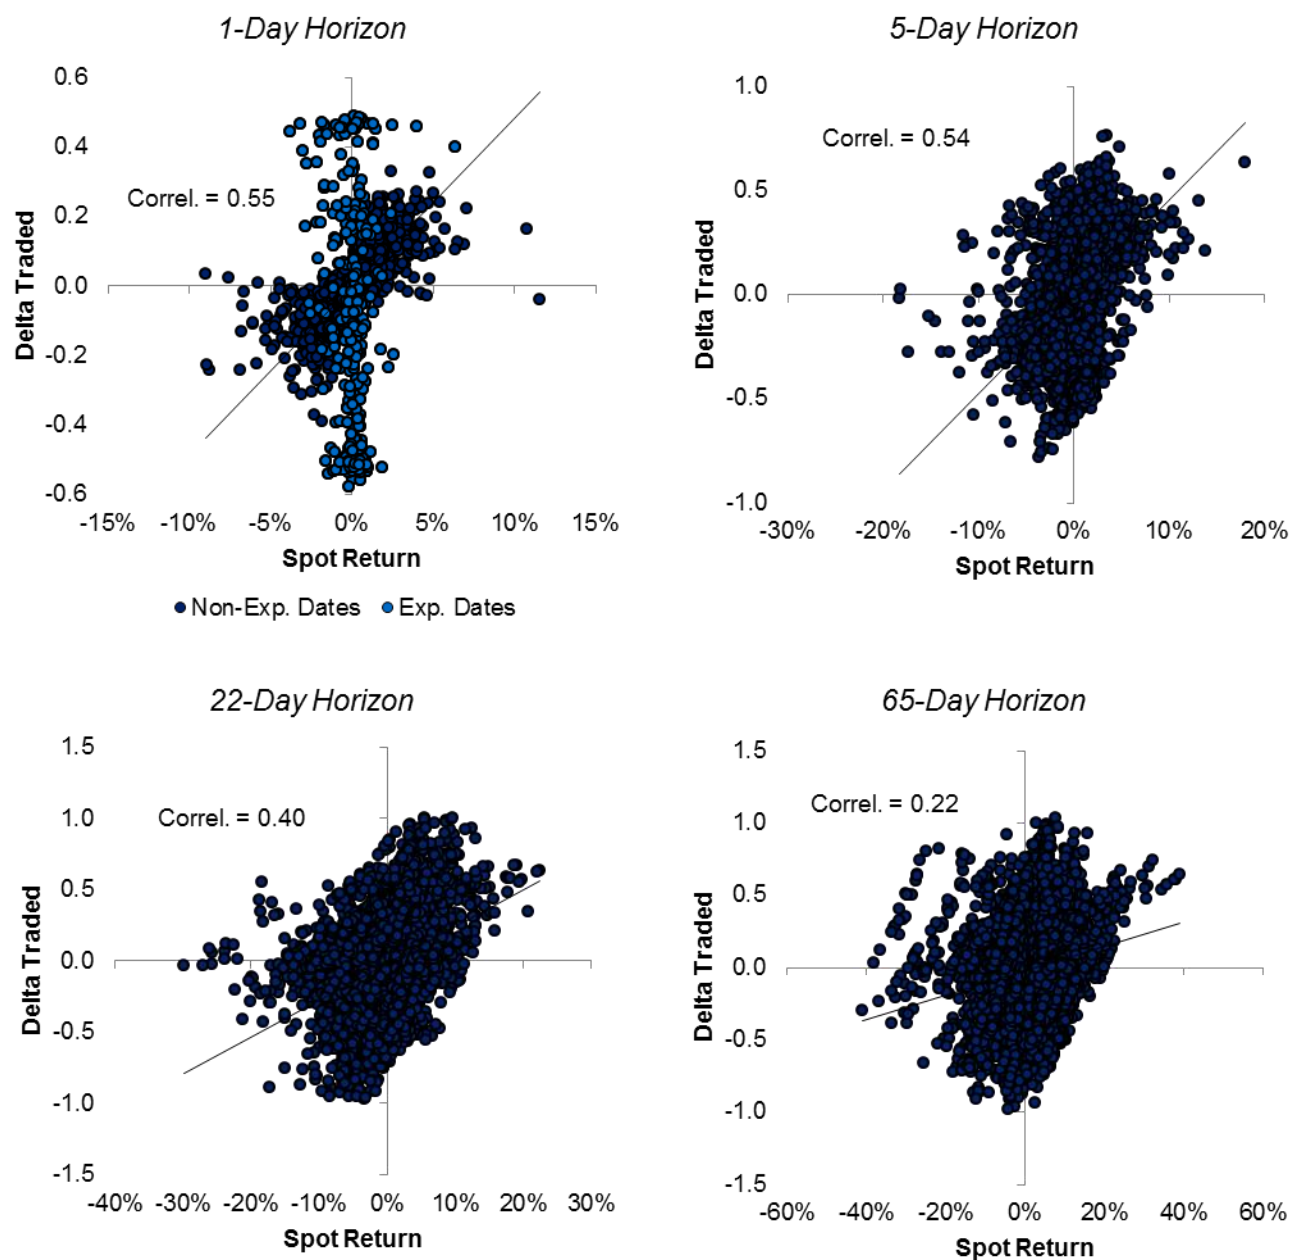 1-Day Horizon
0.6
0.4
0.2
0.0
-0.2
-0.4
-0.6
Correl. = 0.55
Delta Traded
-15% -10% -5% 0% 5% 10% 15%
Spot Return
Non-Exp. Dates Exp. Dates
5-Day Horizon
1.0
0.5
0.0
-0.5
-1.0
Correl. = 0.54
Delta Traded
-30% -20% -10% 0% 10% 20%
Spot Return
22-Day Horizon
1.5
1.0
0.5
0.0
-0.5
-1.0
-1.5
Correl. = 0.40
Delta Traded
-40% -30% -20% -10% 0% 10% 20% 30%
Spot Return
65-Day Horizon
1.5
1.0
0.5
0.0
-0.5
-1.0
-1.5
Correl. = 0.22
Delta Traded
-60% -40% -20% 0% 20% 40% 60%
Spot Return